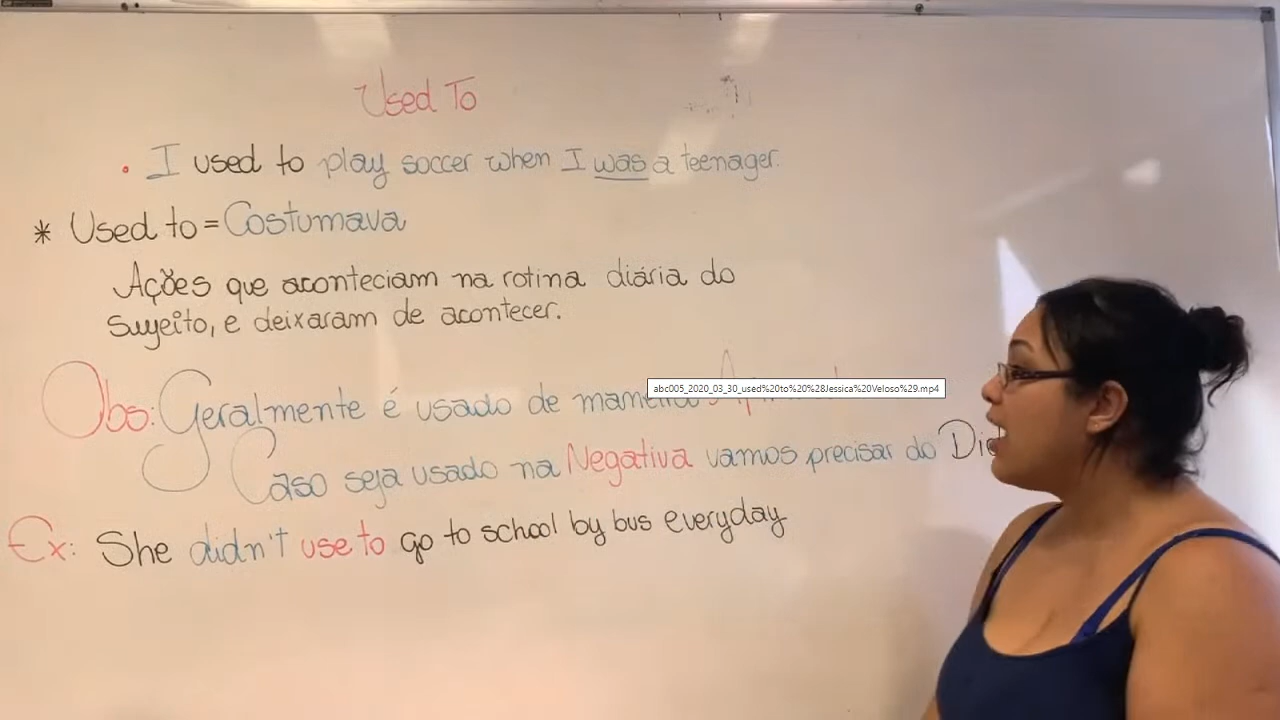 Used To
• I used to play soccer when I was a teenager.
* Used to = Costumava
Ações que aconteciam na rotina diária do
Sujeito, e deixaram de acontecer.
Obs: Geralmente é usado de maneira
abc005_2020_03_30_used%20to%20%28Jessica%20Veloso%29.mp4
Caso seja usado na Negativa vamos precisar do
Ex: She didn't use to go to school by bus everyday